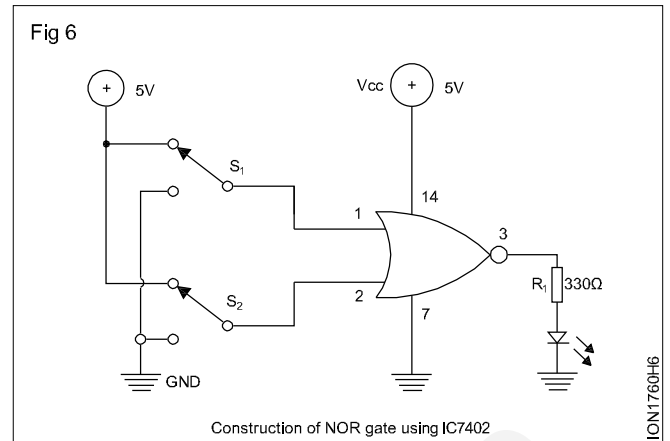 Fig 6
5V
Vcc
5V
S1
14
1
3
2
R1
330Ω
S2
7
GND
Construction of NOR gate using IC7402
ION1760H6